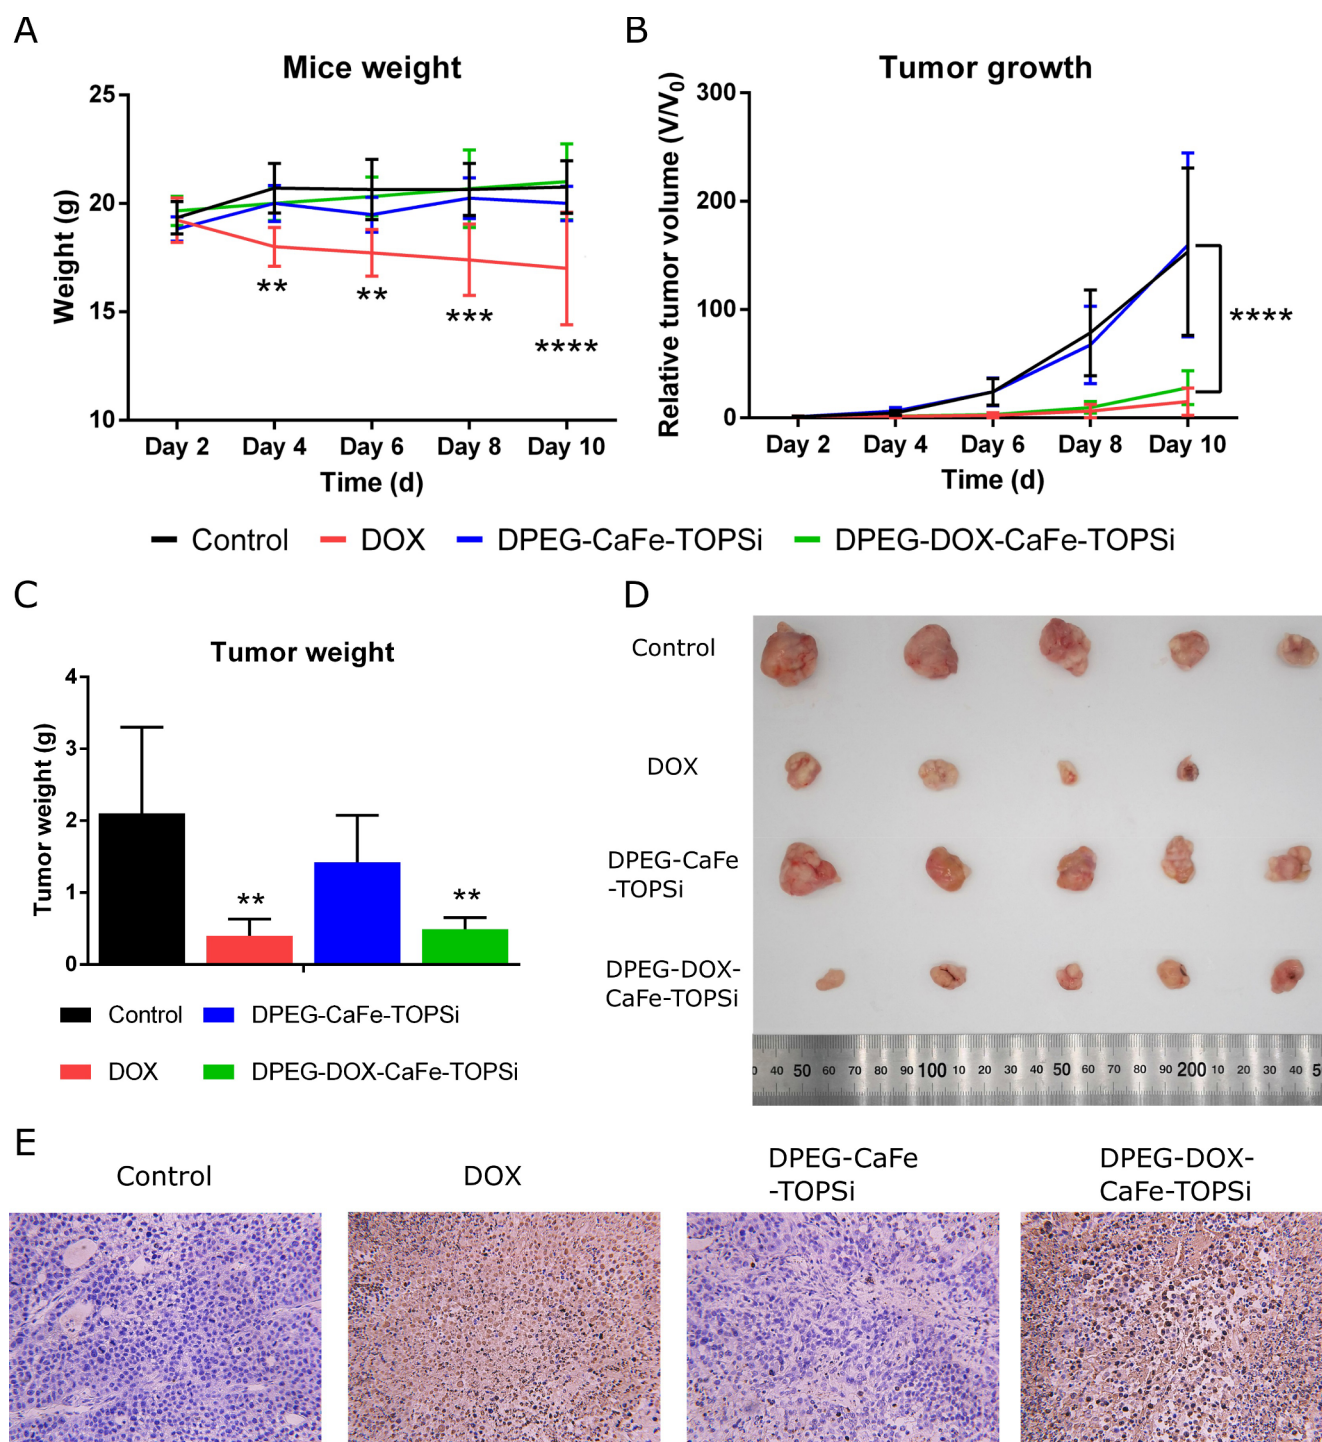 A
Mice weight
Weight (g)
25
20
15
10
**
**
***
****
Day 2 Day 4 Day 6 Day 8 Day 10
Time (d)
B
Tumor growth
Relative tumor volume (V/V₀)
300
200
100
0
****
Day 2 Day 4 Day 6 Day 8 Day 10
Time (d)
Control DOX DPEG-CaFe-TOPSi DPEG-DOX-CaFe-TOPSi
C
Tumor weight
Tumor weight (g)
4
3
2
1
0
**
**
Control DPEG-CaFe-TOPSi
DOX DPEG-DOX-CaFe-TOPSi
D
Control
DOX
DPEG-CaFe
-TOPSi
DPEG-DOX-
CaFe-TOPSi
0 40 50 60 70 80 90 100 10 20 30 40 50 60 70 80 90 200 10 20 30 40 5
E
Control
DOX
DPEG-CaFe
-TOPSi
DPEG-DOX-
CaFe-TOPSi